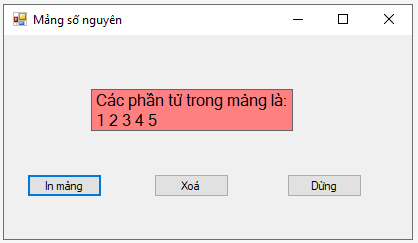 Mảng số nguyên
Các phần tử trong mảng là:
1 2 3 4 5
In mảng
Xoá
Dừng